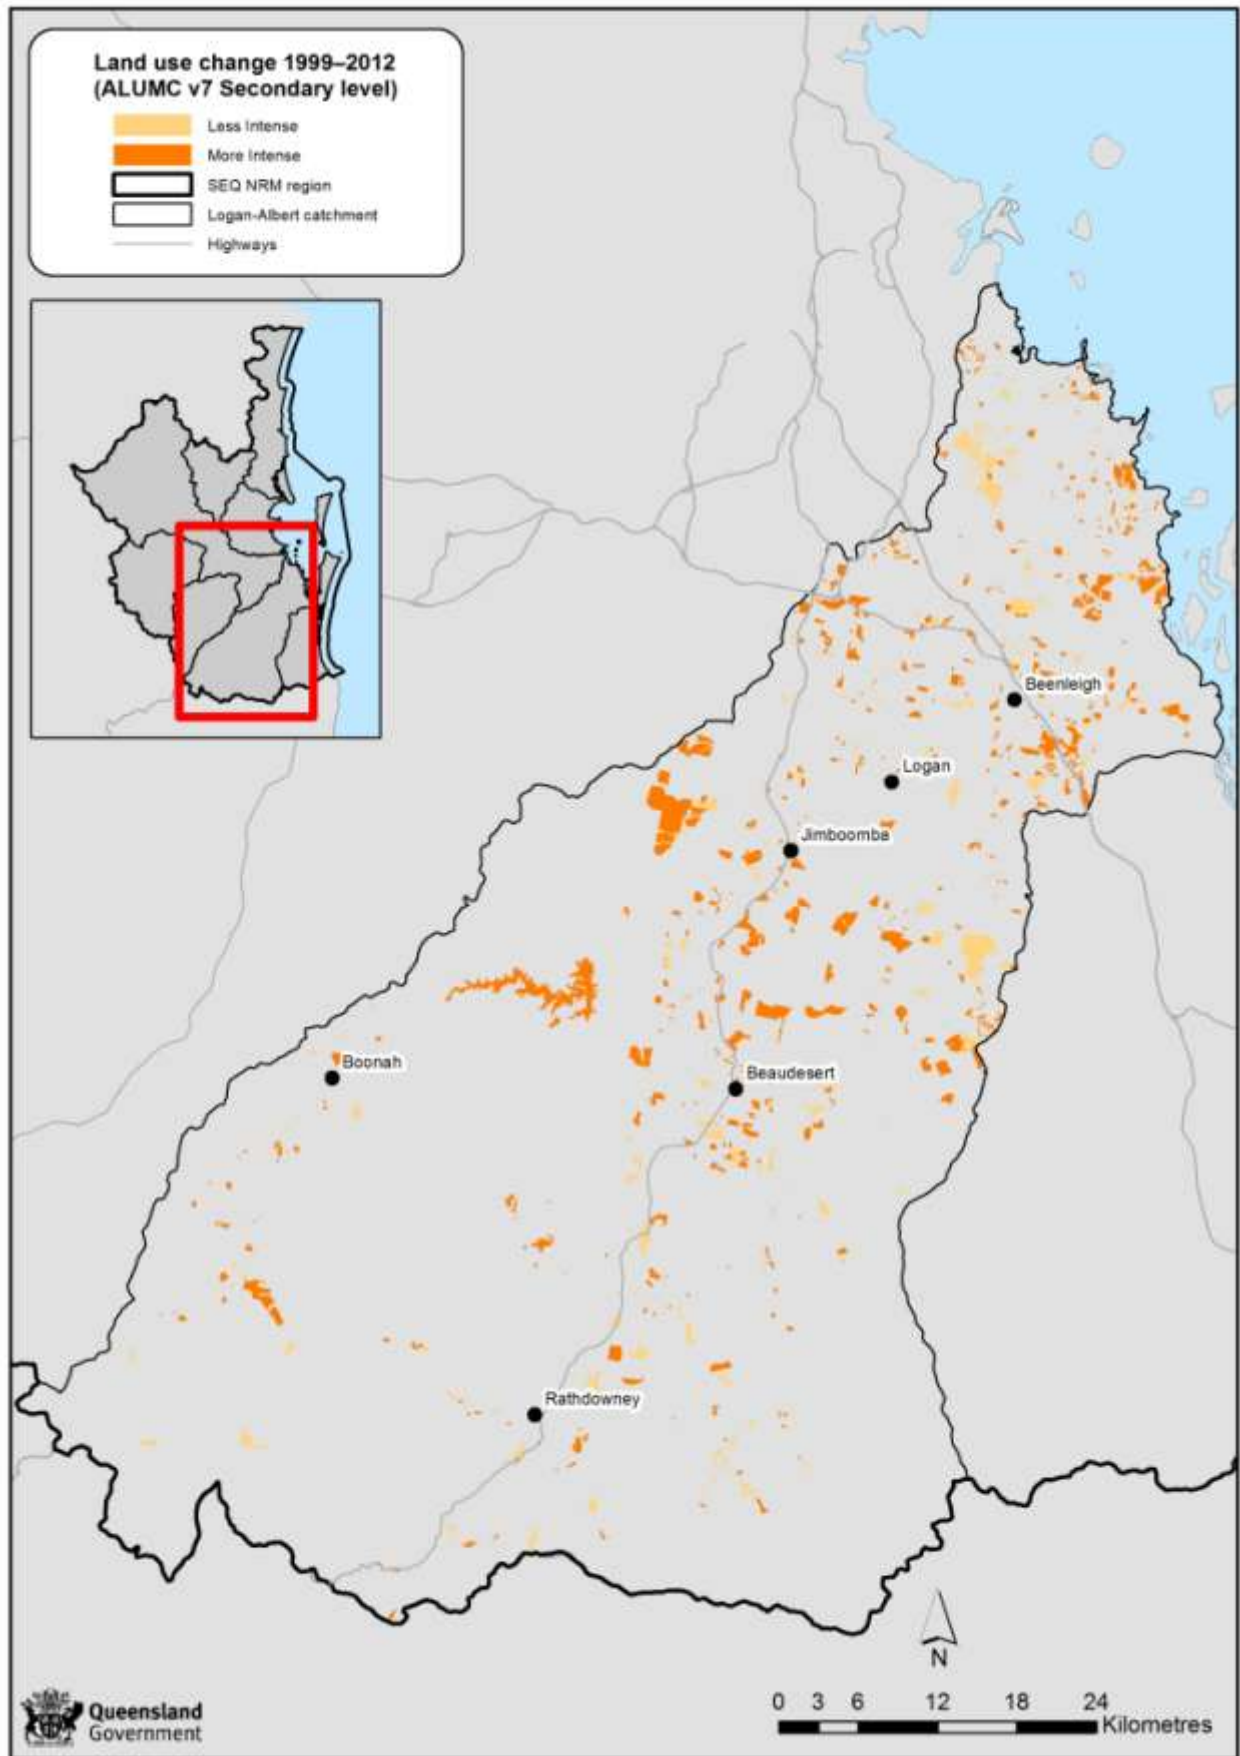 Land use change 1999–2012
(ALUMC v7 Secondary level)
Less Intense
More Intense
SEQ NRM region
Logan-Albert catchment
Highways
Beenleigh
Logan
Jimboomba
Boonah
Beaudesert
Rathdowney
N
Queensland
Government
0 3 6 12 18 24
Kilometres